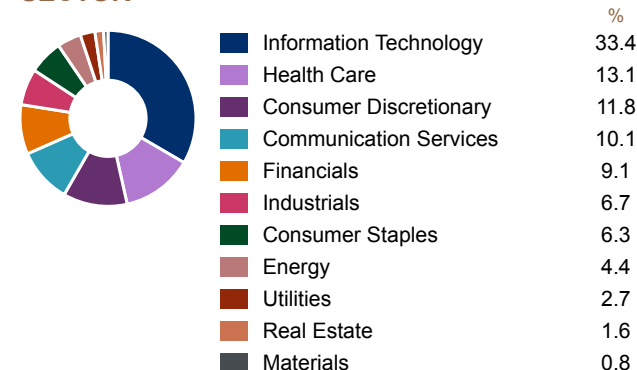 %
Information Technology 33.4
Health Care 13.1
Consumer Discretionary 11.8
Communication Services 10.1
Financials 9.1
Industrials 6.7
Consumer Staples 6.3
Energy 4.4
Utilities 2.7
Real Estate 1.6
Materials 0.8